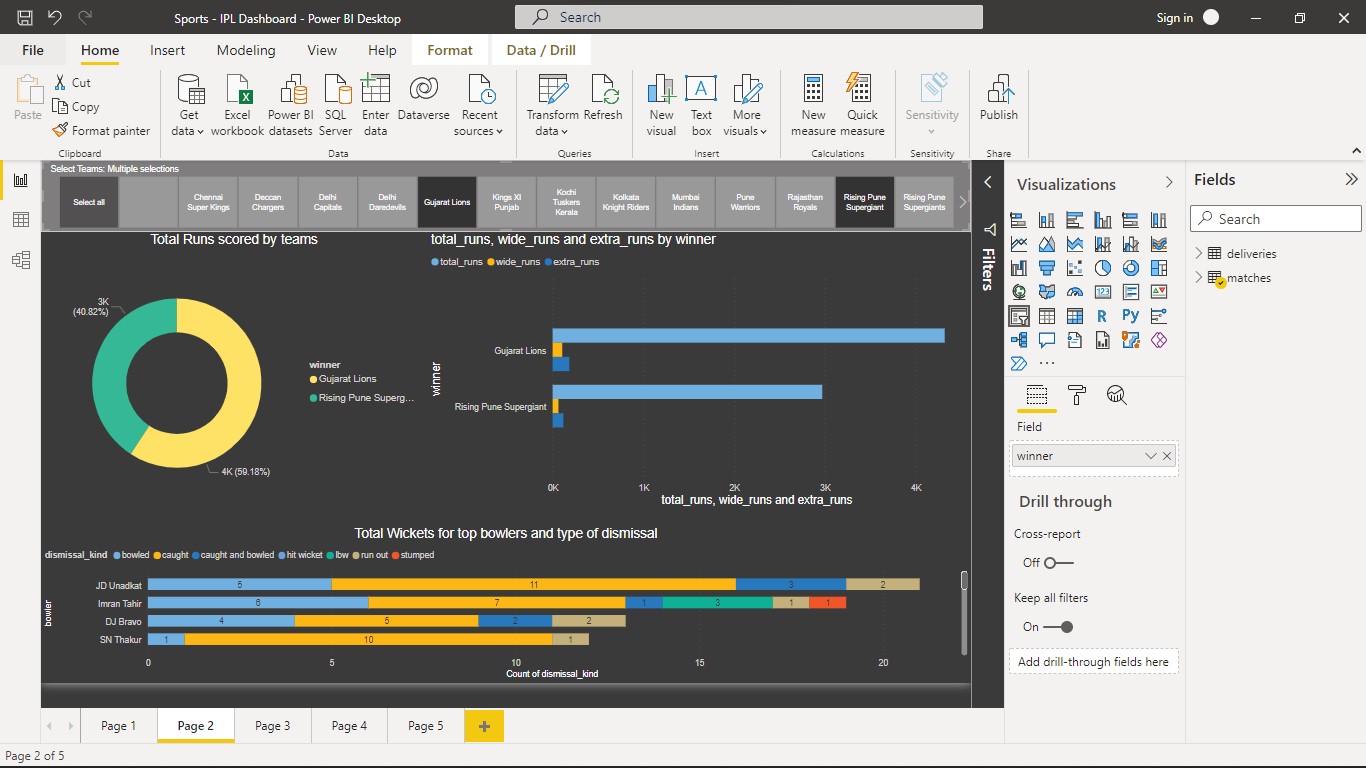 Sports - IPL Dashboard - Power BI Desktop
Search
Sign in
File
Home
Insert
Modeling
View
Help
Format
Data / Drill
Paste
Cut
Copy
Format painter
Clipboard
Get
data
Excel
workbook
Power BI
datasets
SQL
Server
Enter
data
Dataverse
Recent
sources
Data
Transform
data
Refresh
Queries
New
visual
A
Text
box
More
visuals
Insert
New
measure
Quick
measure
Calculations
Sensitivity
Sensitivity
Publish
Share
Select Teams: Multiple selections
Select all
Chennai
Super Kings
Deccan
Chargers
Delhi
Capitals
Delhi
Daredevils
Gujarat Lions
Kings XI
Punjab
Kochi
Tuskers
Kerala
Kolkata
Knight Riders
Mumbai
Indians
Pune
Warriors
Rajasthan
Royals
Rising Pune
Supergiant
Rising Pune
Supergiants
Total Runs scored by teams
3K
(40.82%)
4K (59.18%)
winner
Gujarat Lions
Rising Pune Superg...
total_runs, wide_runs and extra_runs by winner
total_runs wide_runs extra_runs
winner
Gujarat Lions
Rising Pune Supergiant
0K 1K 2K 3K 4K
total_runs, wide_runs and extra_runs
Total Wickets for top bowlers and type of dismissal
dismissal_kind bowled caught caught and bowled hit wicket lbw run out stumped
bowler
JD Unadkat 5 11 3 2
Imran Tahir 6 7 1 3 1 1
DJ Bravo 4 5 2 2
SN Thakur 1 10 1
0 5 10 15 20
Count of dismissal_kind
Filters
Visualizations
123
R
Py
Field
winner
Drill through
Cross-report
Off
Keep all filters
On
Add drill-through fields here
Fields
Search
deliveries
matches
Page 1
Page 2
Page 3
Page 4
Page 5
+
Page 2 of 5